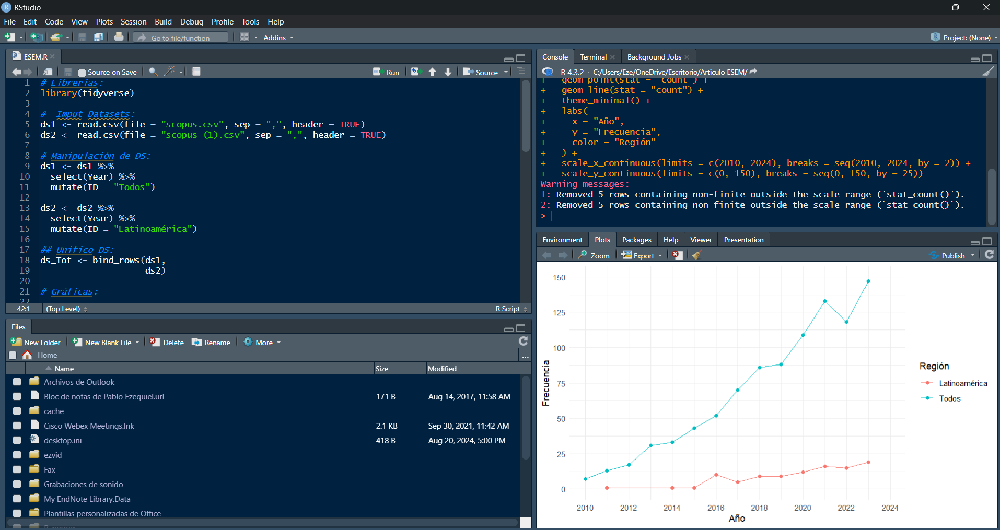 RStudio
File Edit Code View Plots Session Build Debug Profile Tools Help
Go to file/function Addins Project: (None)
ESEM.R
Source on Save Run Source
1 # Librerias:
2 library(tidyverse)
3
4 # Imput Datasets:
5 ds1 <- read.csv(file = "scopus.csv", sep = ",", header = TRUE)
6 ds2 <- read.csv(file = "scopus (1).csv", sep = ",", header = TRUE)
7
8 # Manipulación de DS:
9 ds1 <- ds1 %>%
10 select(Year) %>%
11 mutate(ID = "Todos")
12
13 ds2 <- ds2 %>%
14 select(Year) %>%
15 mutate(ID = "Latinoamérica")
16
17 ## Unifico DS:
18 ds_Tot <- bind_rows(ds1,
19 ds2)
20
21 # Gráficas:
22
42:1 (Top Level) R Script
Files
New Folder New Blank File Delete Rename More
Home ...
Name Size Modified
Archivos de Outlook
Bloc de notas de Pablo Ezequiel.url 171 B Aug 14, 2017, 11:58 AM
cache
Cisco Webex Meetings.lnk 2.1 KB Sep 30, 2021, 11:42 AM
desktop.ini 418 B Aug 20, 2024, 5:00 PM
ezvid
Fax
Grabaciones de sonido
My EndNote Library.Data
Plantillas personalizadas de Office
Console Terminal Background Jobs
R 4.3.2 · C:/Users/Eze/OneDrive/Escritorio/Articulo ESEM/
+ geom_point(stat = "count") +
+ geom_line(stat = "count") +
+ theme_minimal() +
+ labs(
+ x = "Año",
+ y = "Frecuencia",
+ color = "Región"
+ ) +
+ scale_x_continuous(limits = c(2010, 2024), breaks = seq(2010, 2024, by = 2)) +
+ scale_y_continuous(limits = c(0, 150), breaks = seq(0, 150, by = 25))
Warning messages:
1: Removed 5 rows containing non-finite outside the scale range (`stat_count()`).
2: Removed 5 rows containing non-finite outside the scale range (`stat_count()`).
>
Environment Plots Packages Help Viewer Presentation
Zoom Export Publish
150
125
100
75
50
25
0
Frecuencia
2010 2012 2014 2016 2018 2020 2022 2024
Año
Región
Latinoamérica
Todos